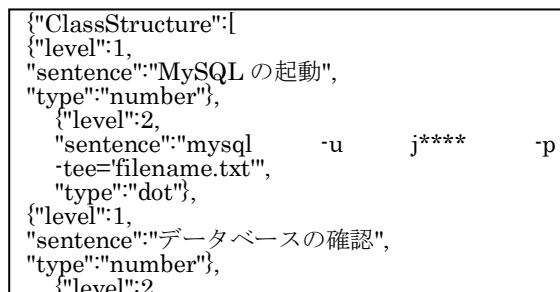 {"ClassStructure":[
{"level":1,
"sentence":"MySQL の起動",
"type":"number"},
{"level":2,
"sentence":"mysql -u j**** -p
-tee='filename.txt'",
"type":"dot"},
{"level":1,
"sentence":"データベースの確認",
"type":"number"},
{"level":2